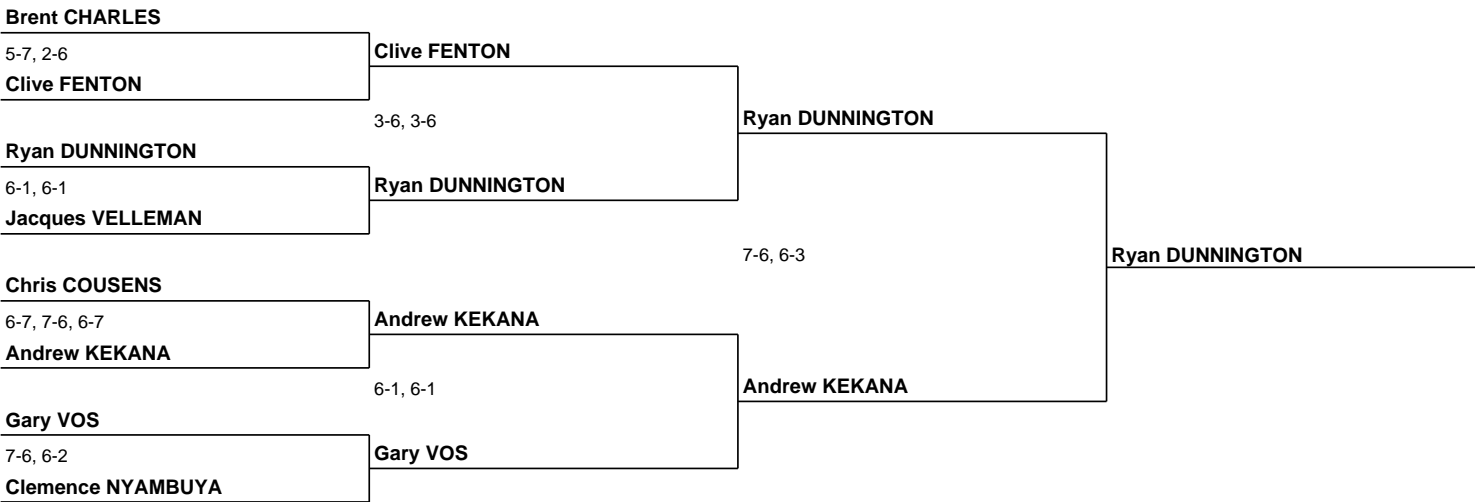 Brent CHARLES
5-7, 2-6
Clive FENTON
Clive FENTON
3-6, 3-6
Ryan DUNNINGTON
Ryan DUNNINGTON
6-1, 6-1
Ryan DUNNINGTON
Jacques VELLEMAN
7-6, 6-3
Ryan DUNNINGTON
Chris COUSENS
6-7, 7-6, 6-7
Andrew KEKANA
Andrew KEKANA
6-1, 6-1
Andrew KEKANA
Gary VOS
7-6, 6-2
Gary VOS
Clemence NYAMBUYA